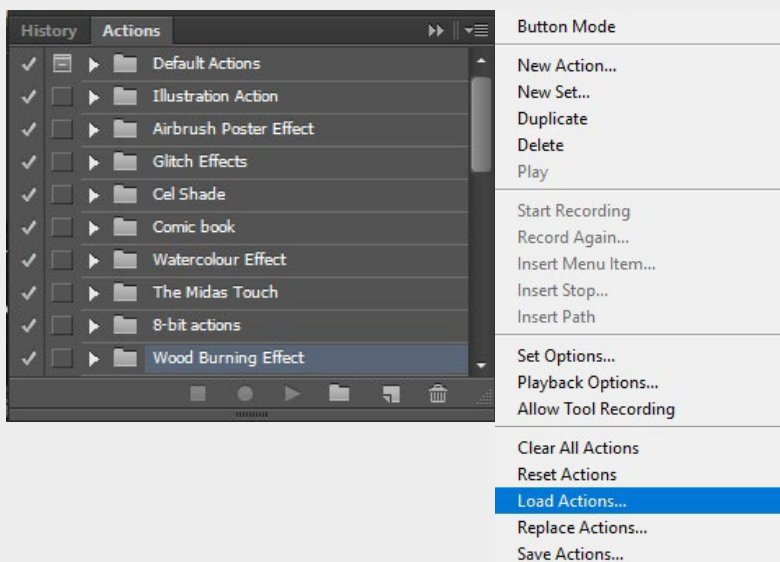 History Actions
Default Actions
Illustration Action
Airbrush Poster Effect
Glitch Effects
Cel Shade
Comic book
Watercolour Effect
The Midas Touch
8-bit actions
Wood Burning Effect
Button Mode
New Action...
New Set...
Duplicate
Delete
Play
Start Recording
Record Again...
Insert Menu Item...
Insert Stop...
Insert Path
Set Options...
Playback Options...
Allow Tool Recording
Clear All Actions
Reset Actions
Load Actions...
Replace Actions...
Save Actions...